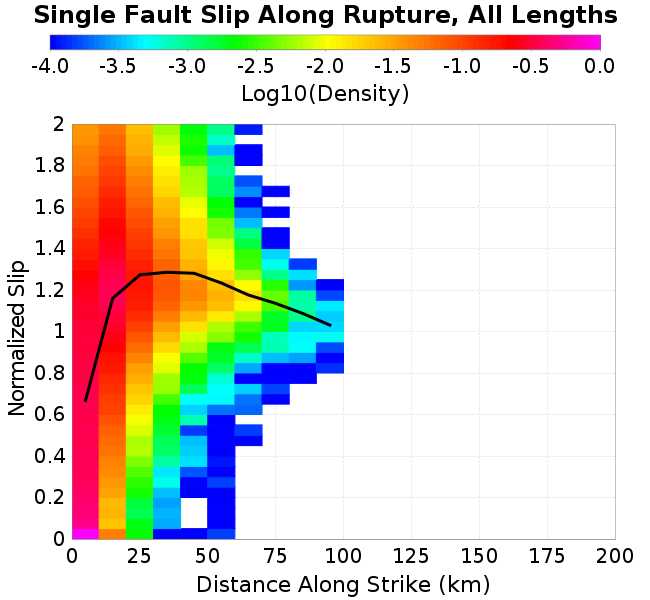 Single Fault Slip Along Rupture, All Lengths
-4.0 -3.5 -3.0 -2.5 -2.0 -1.5 -1.0 -0.5 0.0
Log10(Density)
2
1.8
1.6
1.4
1.2
1
0.8
0.6
0.4
0.2
0
Normalized Slip
0 25 50 75 100 125 150 175 200
Distance Along Strike (km)